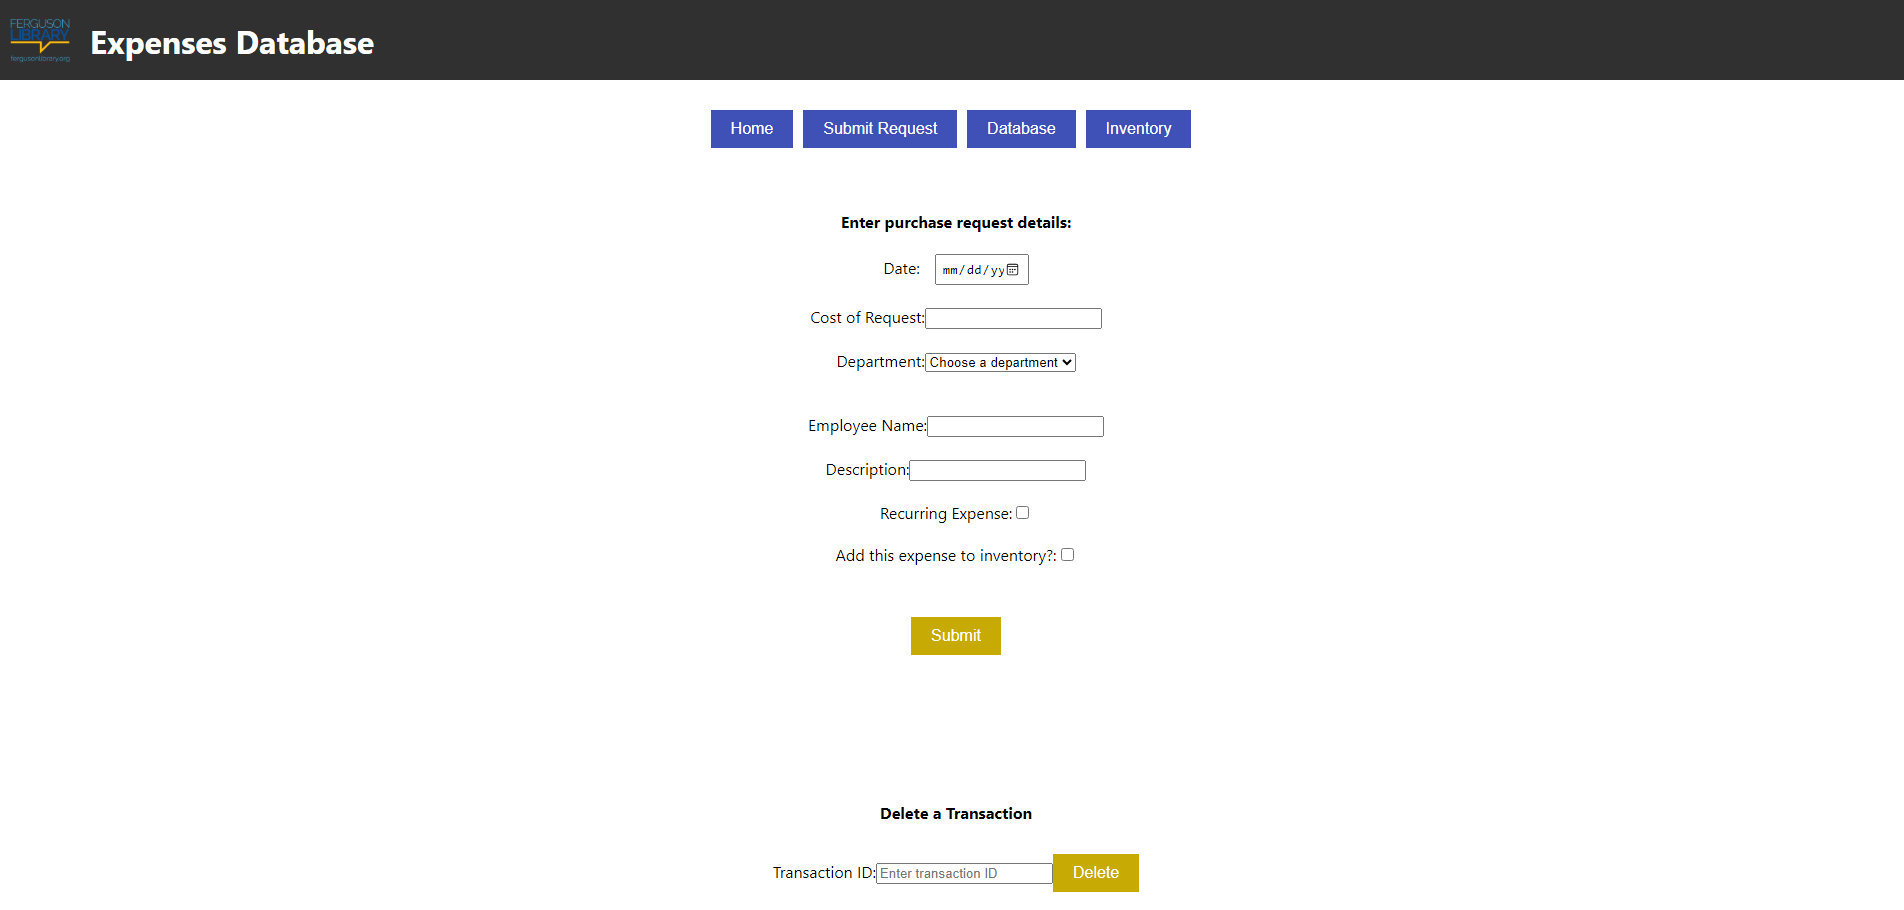 FERGUSON
LIBRARY
fergusonlibrary.org
Expenses Database
Home
Submit Request
Database
Inventory
Enter purchase request details:
Date: mm/dd/yy
Cost of Request:
Department: Choose a department
Employee Name:
Description:
Recurring Expense:
Add this expense to inventory?:
Submit
Delete a Transaction
Transaction ID: Enter transaction ID Delete